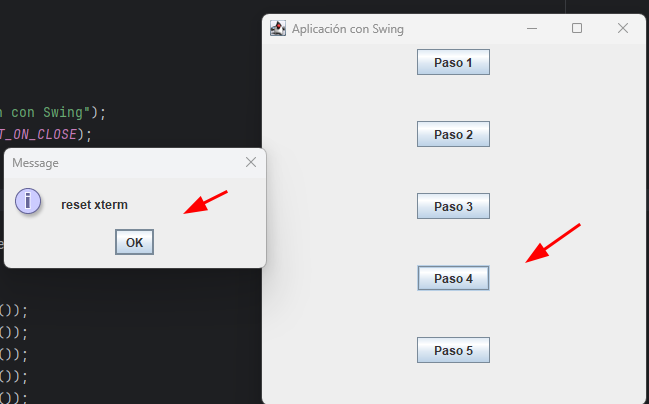 Aplicación con Swing
Paso 1
n con Swing");
T_ON_CLOSE);
Paso 2
Message
reset xterm
Paso 3
OK
e
Paso 4
());
());
());
Paso 5
());
());